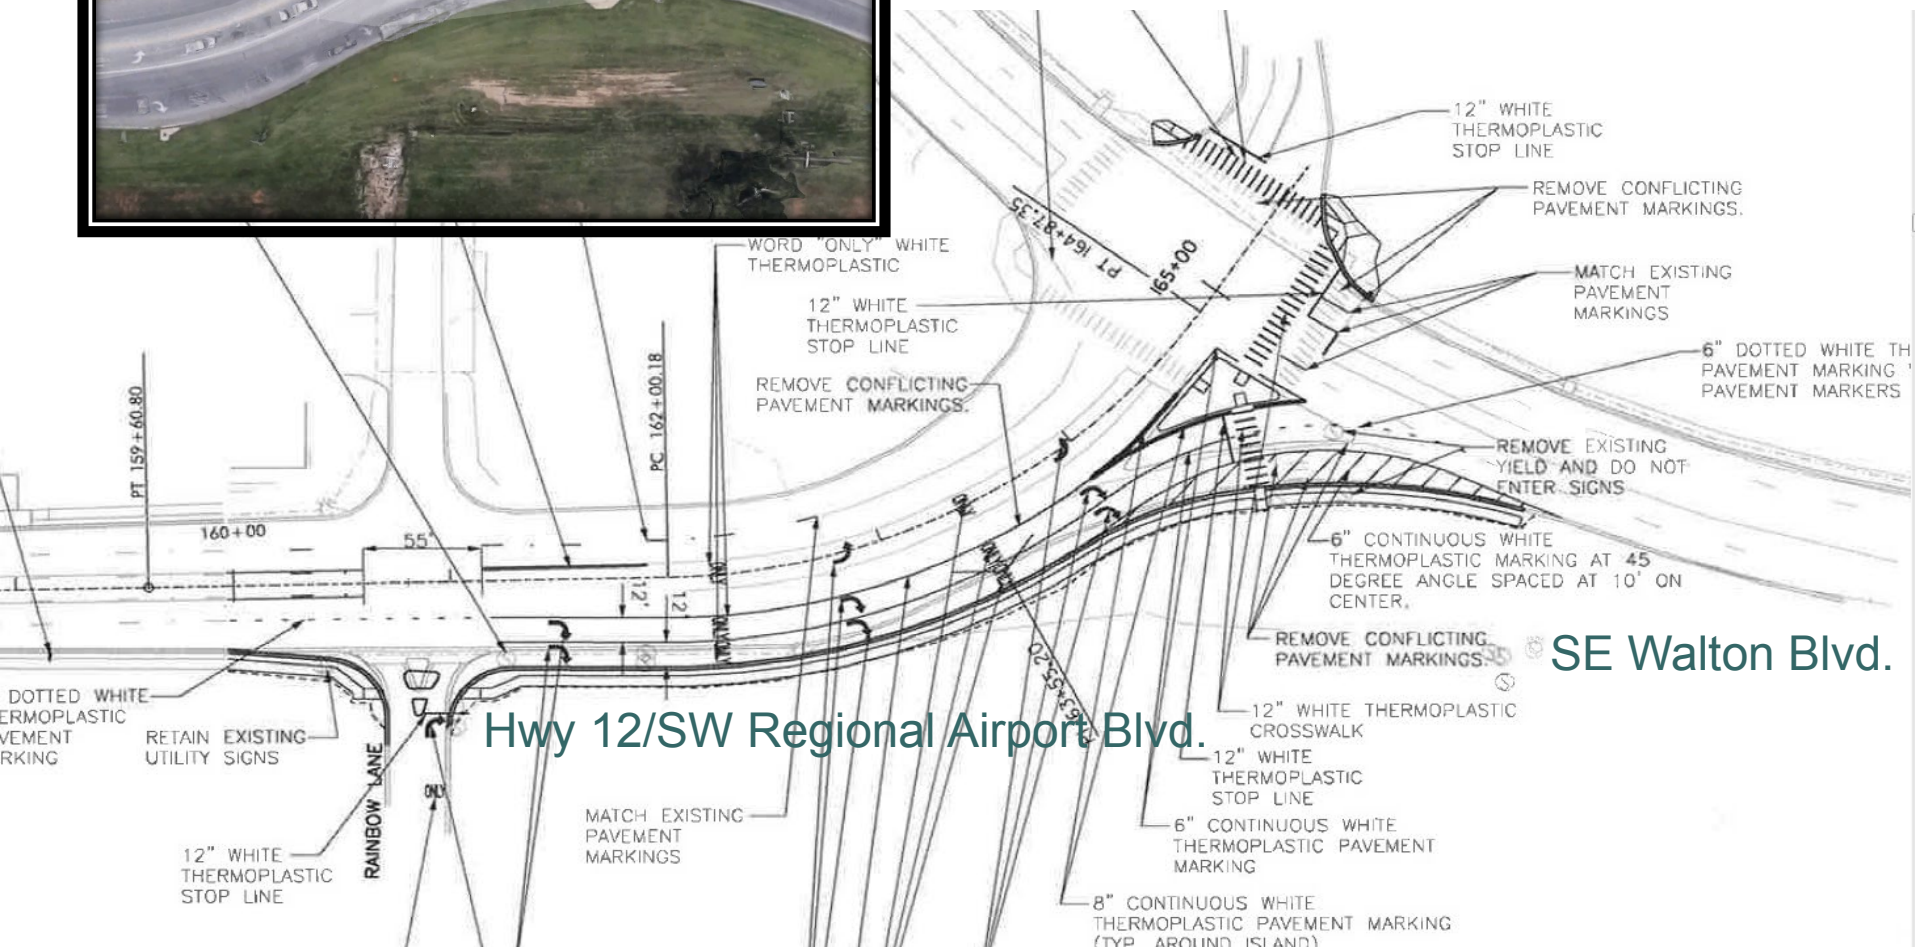 12" WHITE
THERMOPLASTIC
STOP LINE
REMOVE CONFLICTING
PAVEMENT MARKINGS.
PT 164+87.35
165+00
WORD "ONLY" WHITE
THERMOPLASTIC
MATCH EXISTING
PAVEMENT
MARKINGS
12" WHITE
THERMOPLASTIC
STOP LINE
6" DOTTED WHITE TH
PAVEMENT MARKING
PAVEMENT MARKERS
REMOVE CONFLICTING
PAVEMENT MARKINGS.
PT 159+60.80
PC 162+00.18
REMOVE EXISTING
YIELD AND DO NOT
ENTER SIGNS
160+00
55'
ONLY
ONLY
12'
12'
6" CONTINUOUS WHITE
THERMOPLASTIC MARKING AT 45
DEGREE ANGLE SPACED AT 10' ON
CENTER.
REMOVE CONFLICTING
PAVEMENT MARKINGS.
SE Walton Blvd.
DOTTED WHITE
ERMOPLASTIC
VEMENT
RKING
RETAIN EXISTING
UTILITY SIGNS
Hwy 12/SW Regional Airport Blvd.
12" WHITE THERMOPLASTIC
CROSSWALK
12" WHITE
THERMOPLASTIC
STOP LINE
RAINBOW LANE
ONLY
MATCH EXISTING
PAVEMENT
MARKINGS
6" CONTINUOUS WHITE
THERMOPLASTIC PAVEMENT
MARKING
12" WHITE
THERMOPLASTIC
STOP LINE
8" CONTINUOUS WHITE
THERMOPLASTIC PAVEMENT MARKING
(TYP. AROUND ISLAND)